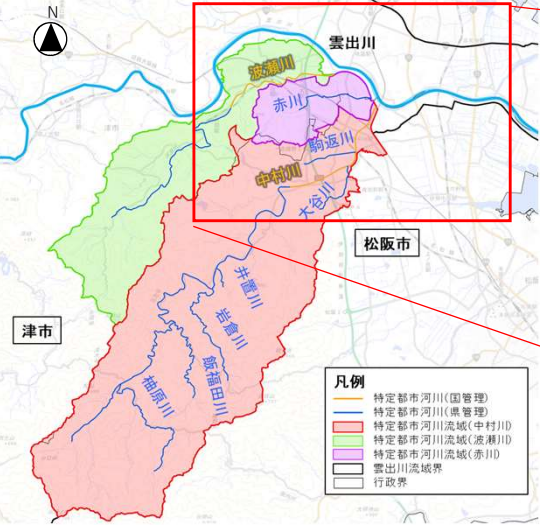 N
雲出川
波瀬川
赤川
駒返川
中村川
大谷川
松阪市
井置川
岩倉川
飯福田川
柚原川
津市
凡例
特定都市河川(国管理)
特定都市河川(県管理)
特定都市河川流域(中村川)
特定都市河川流域(波瀬川)
特定都市河川流域(赤川)
雲出川流域界
行政界